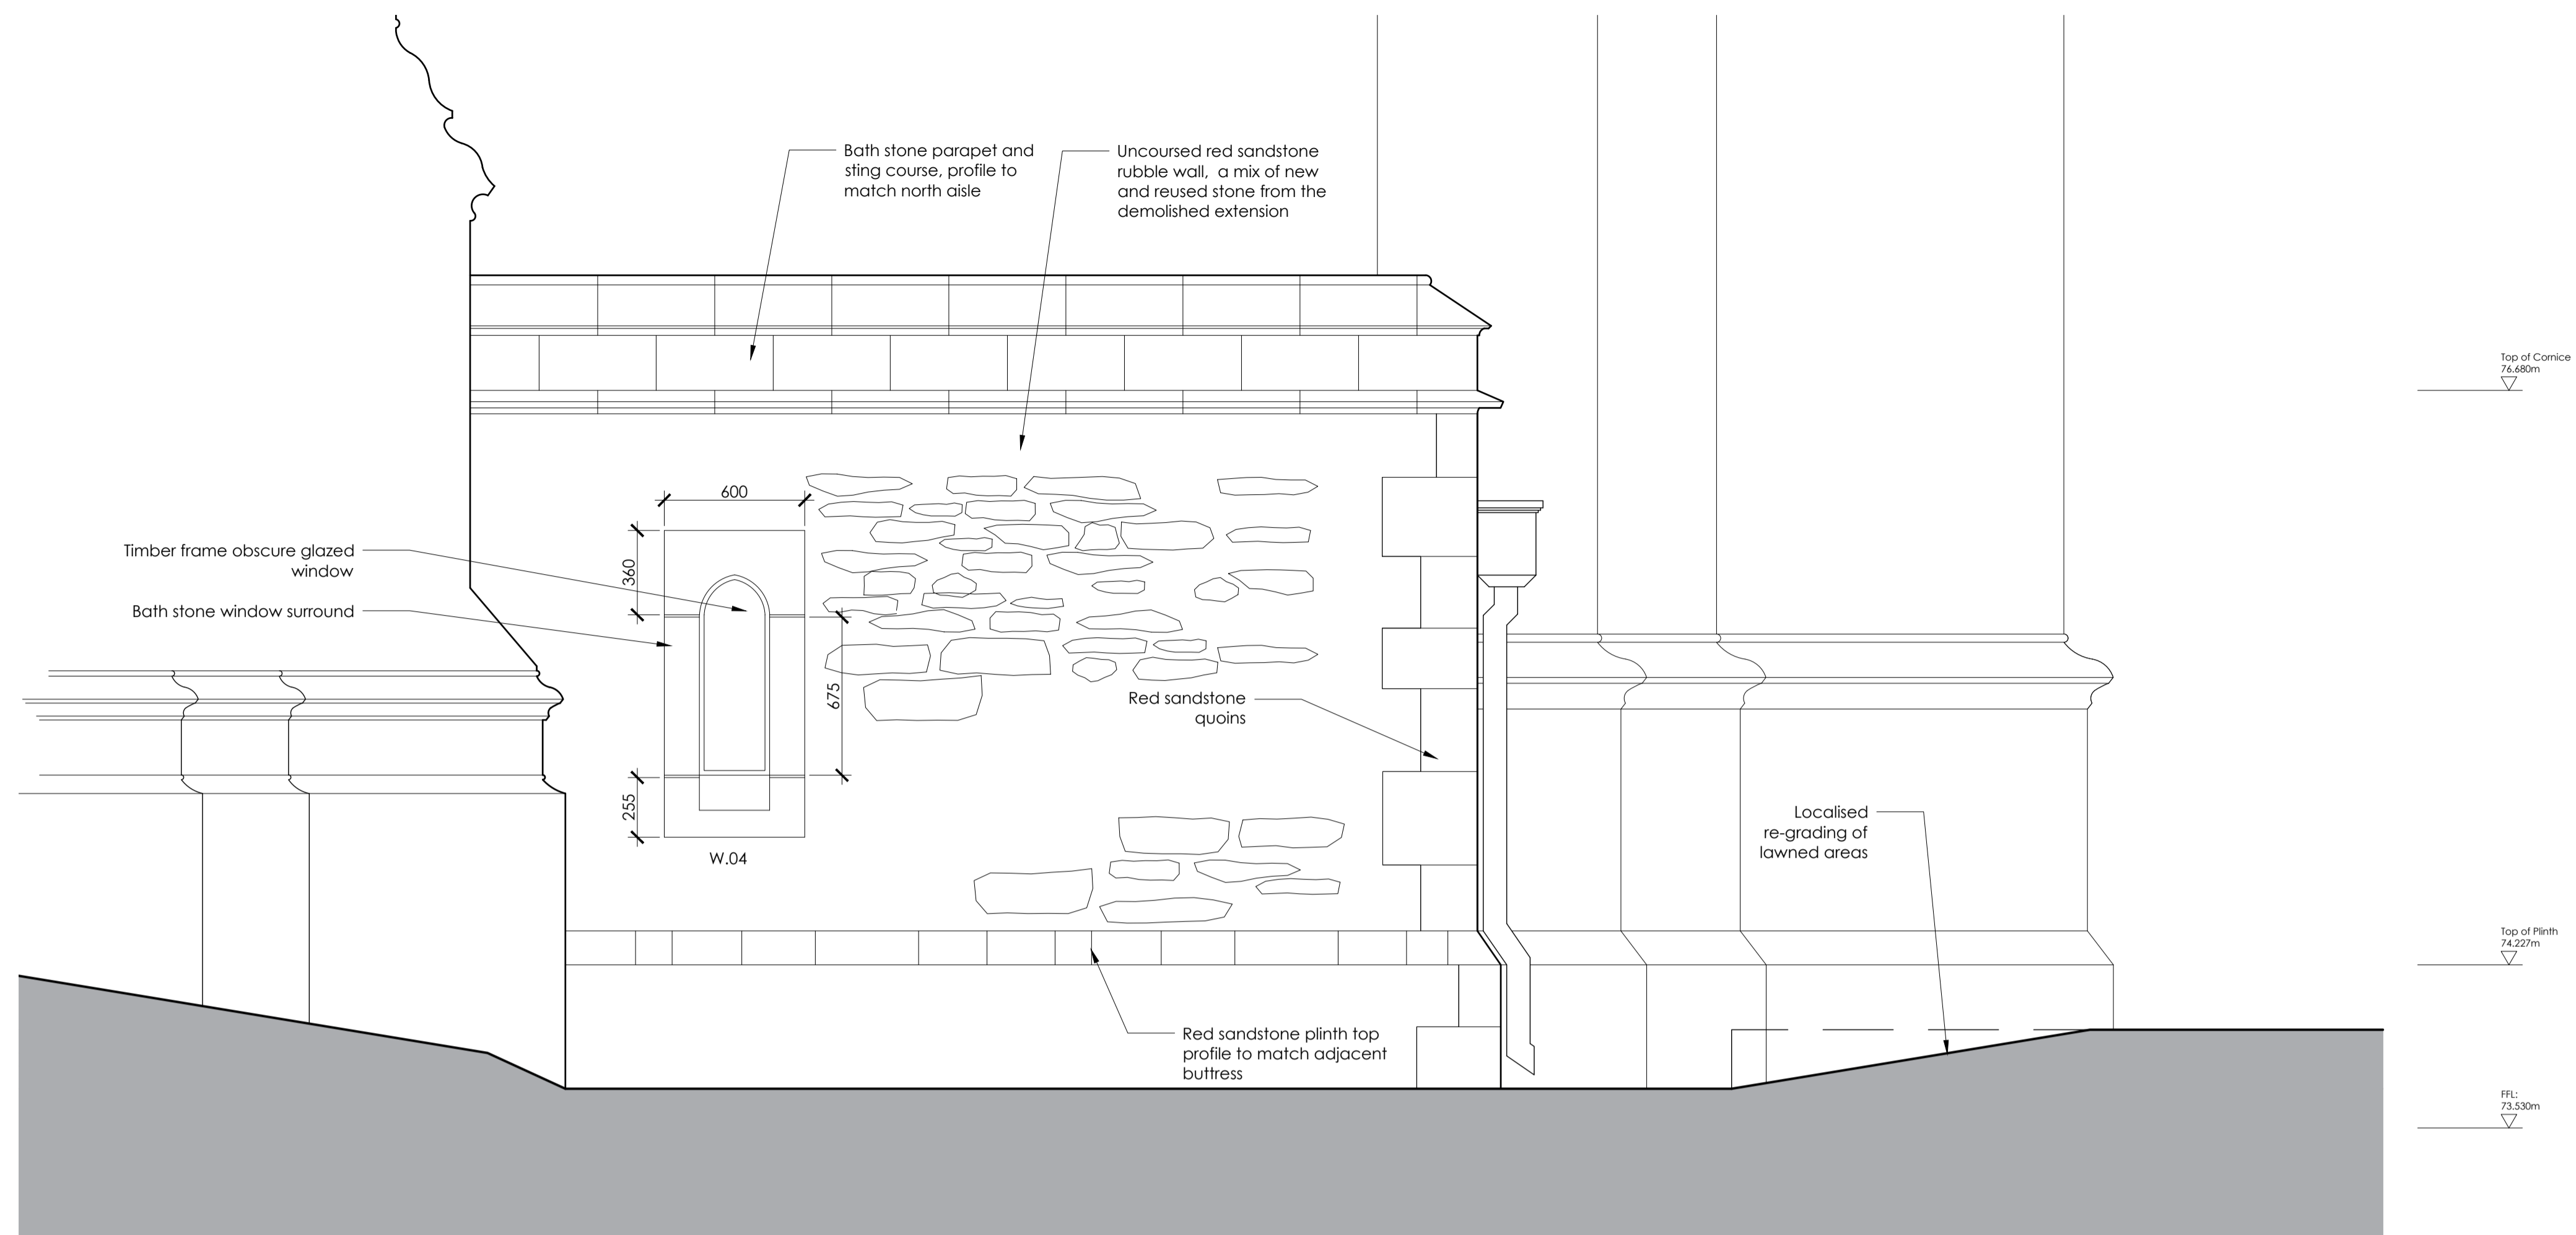 Bath stone parapet and
sting course, profile to
match north aisle
Uncoursed red sandstone
rubble wall,  a mix of new
and reused stone from the
demolished extension
Top of Cornice
76.680m
600
360
Timber frame obscure glazed
window
Bath stone window surround
675
Red sandstone
quoins
255
W.04
Localised
re-grading of
lawned areas
Top of Plinth
74.227m
Red sandstone plinth top
profile to match adjacent
buttress
FFL:
73.530m